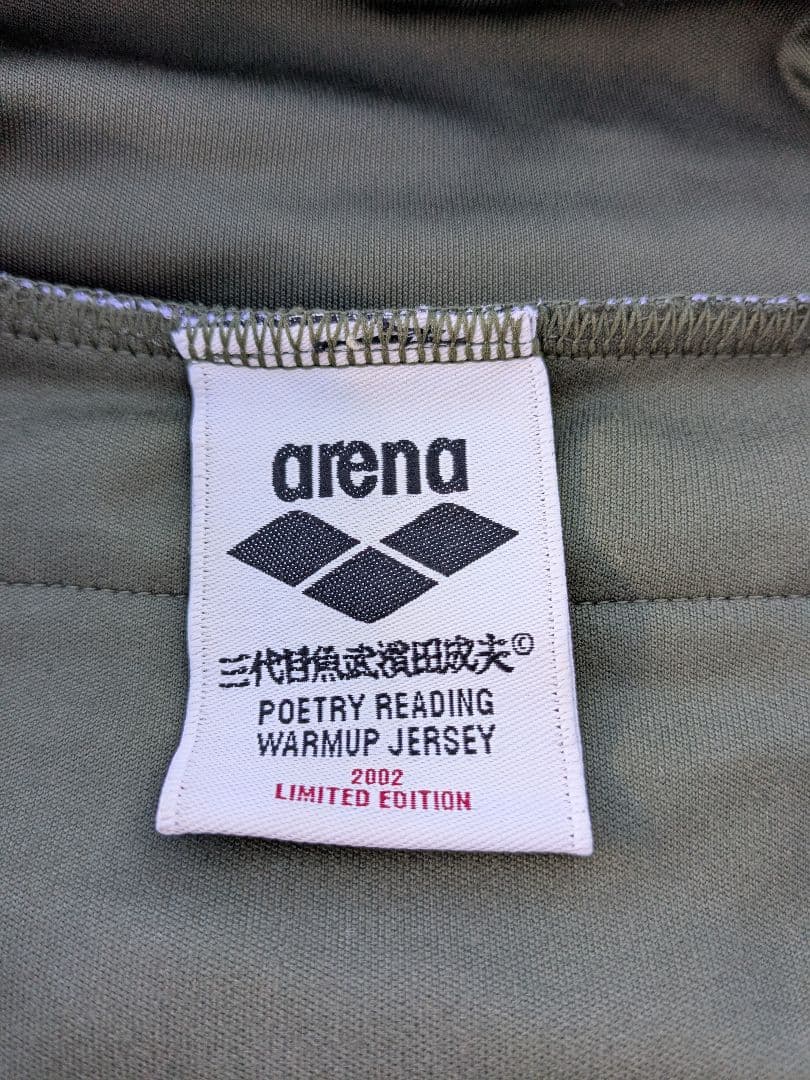 arena
三代目魚武濱田成夫©
POETRY READING
WARMUP JERSEY
2002
LIMITED EDITION